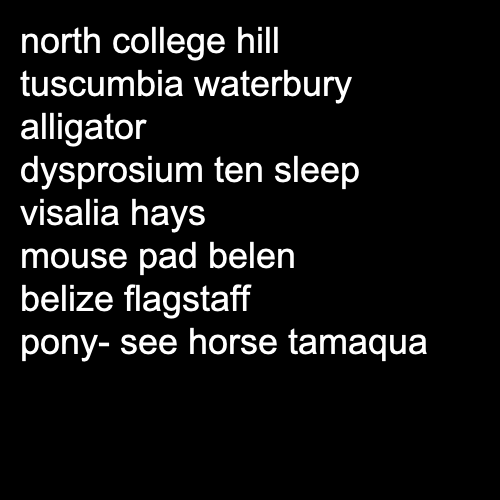 north college hill
tuscumbia waterbury
alligator
dysprosium ten sleep
visalia hays
mouse pad belen
belize flagstaff
pony- see horse tamaqua